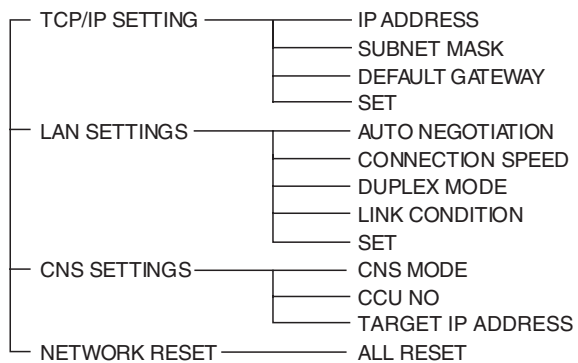 TCP/IP SETTING IP ADDRESS
SUBNET MASK
DEFAULT GATEWAY
SET
LAN SETTINGS AUTO NEGOTIATION
CONNECTION SPEED
DUPLEX MODE
LINK CONDITION
SET
CNS SETTINGS CNS MODE
CCU NO
TARGET IP ADDRESS
NETWORK RESET ALL RESET